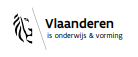 Vlaanderen
is onderwijs & vorming